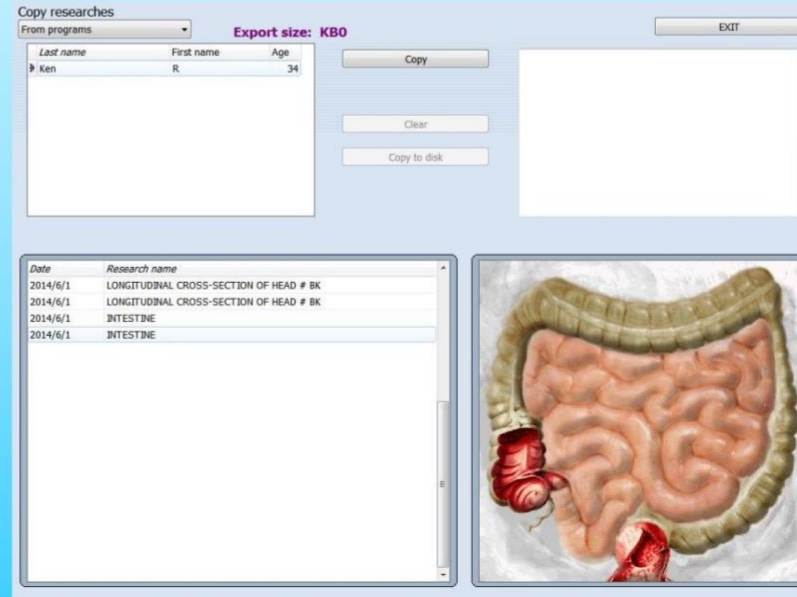 Copy researches
From programs
Export size: KB0
EXIT
Last name First name Age
Ken R 34
Copy
Clear
Copy to disk
Date Research name
2014/6/1 LONGITUDINAL CROSS-SECTION OF HEAD # BK
2014/6/1 LONGITUDINAL CROSS-SECTION OF HEAD # BK
2014/6/1 INTESTINE
2014/6/1 INTESTINE